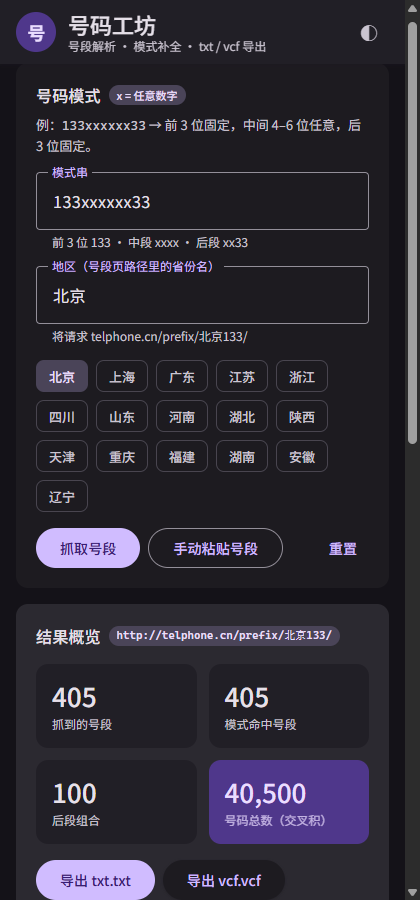 号
号码工坊
号段解析 • 模式补全 • txt / vcf 导出
号码模式
x = 任意数字
例：133xxxxxx33 → 前 3 位固定，中间 4–6 位任意，后
3 位固定。
模式串
133xxxxxx33
前 3 位 133 • 中段 xxxx • 后段 xx33
地区（号段页路径里的省份名）
北京
将请求 telphone.cn/prefix/北京133/
北京
上海
广东
江苏
浙江
四川
山东
河南
湖北
陕西
天津
重庆
福建
湖南
安徽
辽宁
抓取号段
手动粘贴号段
重置
结果概览
http://telphone.cn/prefix/北京133/
405
抓到的号段
405
模式命中号段
100
后段组合
40,500
号码总数（交叉积）
导出 txt.txt
导出 vcf.vcf